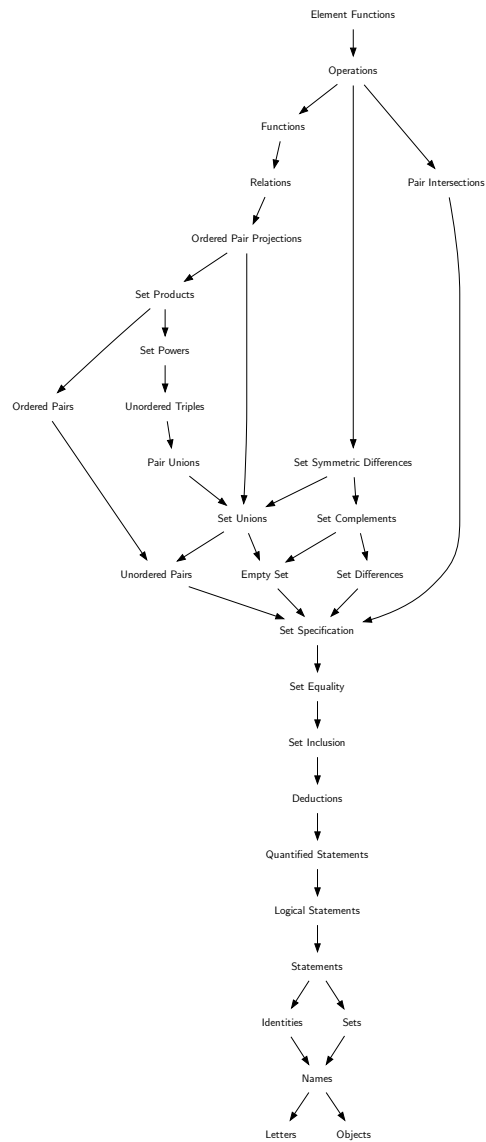 Element Functions
Operations
Functions
Relations
Pair Intersections
Ordered Pair Projections
Set Products
Set Powers
Ordered Pairs
Unordered Triples
Pair Unions
Set Symmetric Differences
Set Unions
Set Complements
Unordered Pairs
Empty Set
Set Differences
Set Specification
Set Equality
Set Inclusion
Deductions
Quantified Statements
Logical Statements
Statements
Identities
Sets
Names
Letters
Objects